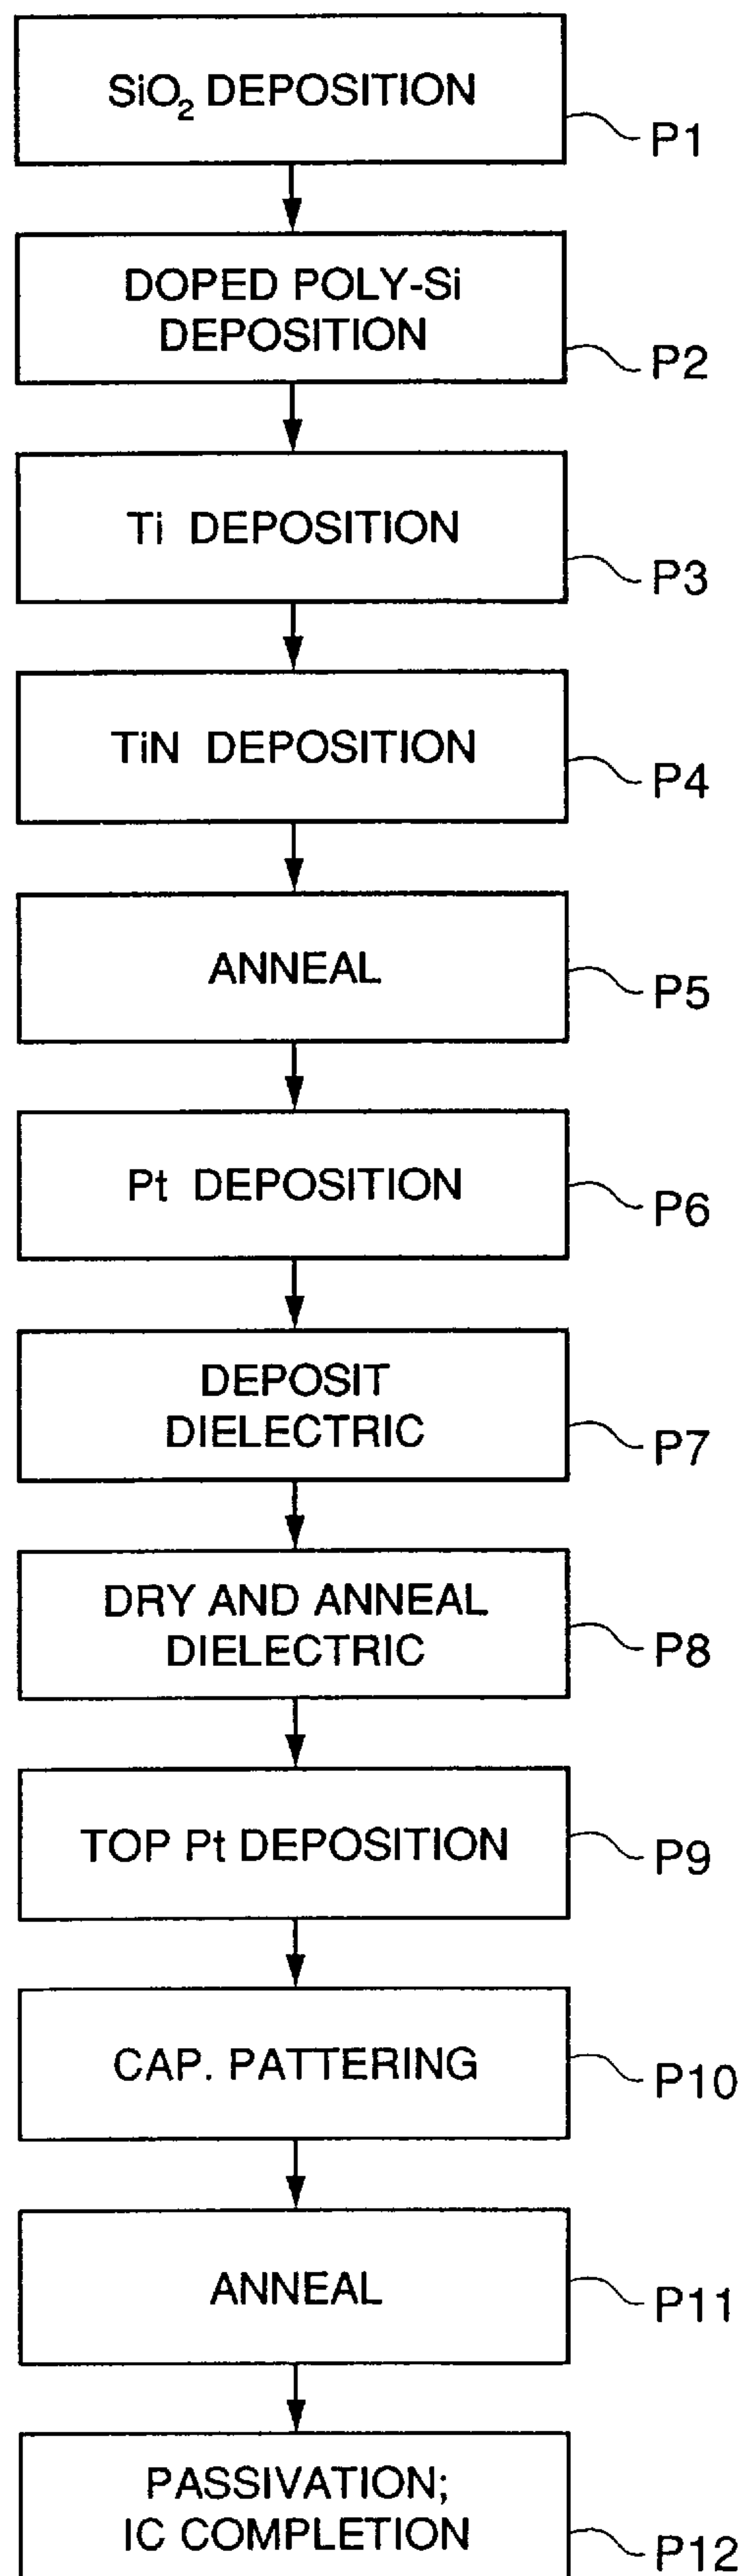 SiO₂ DEPOSITION
P1
DOPED POLY-Si
DEPOSITION
P2
Ti DEPOSITION
P3
TiN DEPOSITION
P4
ANNEAL
P5
Pt DEPOSITION
P6
DEPOSIT
DIELECTRIC
P7
DRY AND ANNEAL
DIELECTRIC
P8
TOP Pt DEPOSITION
P9
CAP. PATTERING
P10
ANNEAL
P11
PASSIVATION;
IC COMPLETION
P12